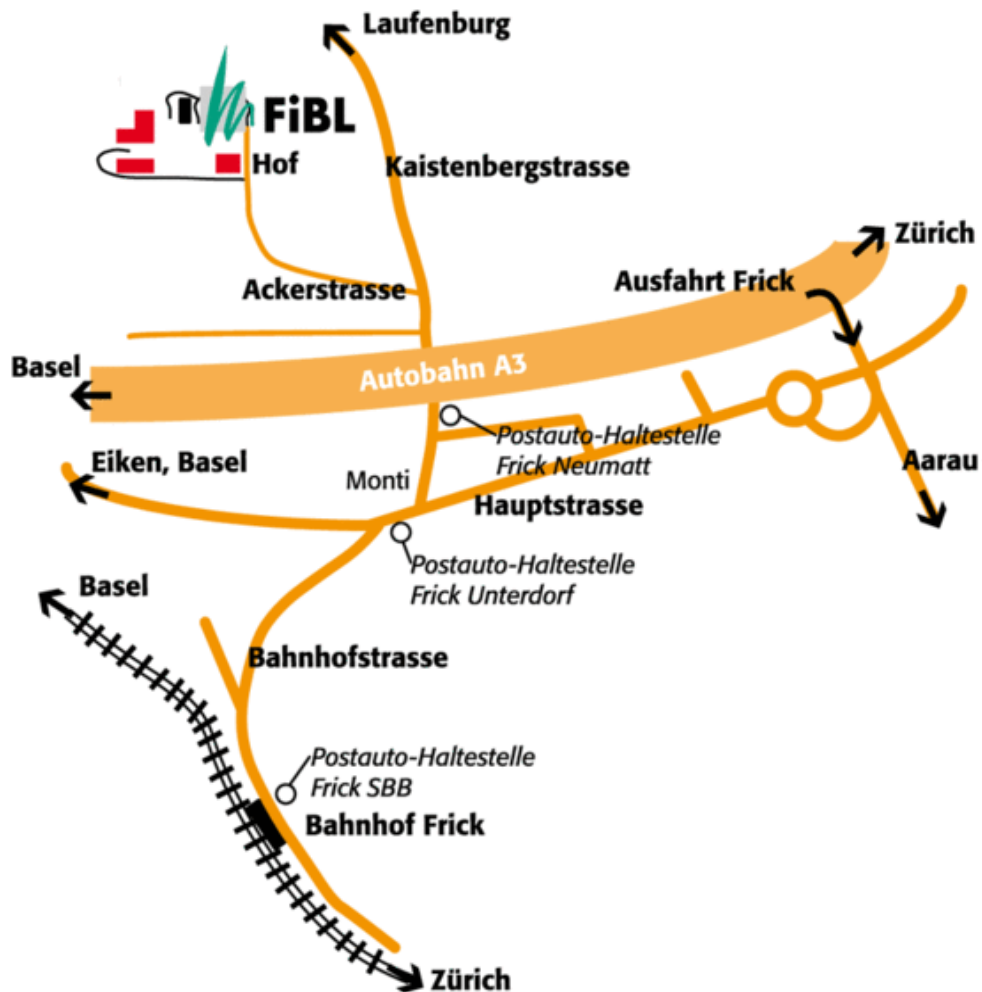 Laufenburg
FiBL
Hof
Kaistenbergstrasse
Zürich
Ausfahrt Frick
Ackerstrasse
Basel
Autobahn A3
Postauto-Haltestelle
Frick Neumatt
Eiken, Basel
Aarau
Monti
Hauptstrasse
Postauto-Haltestelle
Frick Unterdorf
Basel
Bahnhofstrasse
Postauto-Haltestelle
Frick SBB
Bahnhof Frick
Zürich